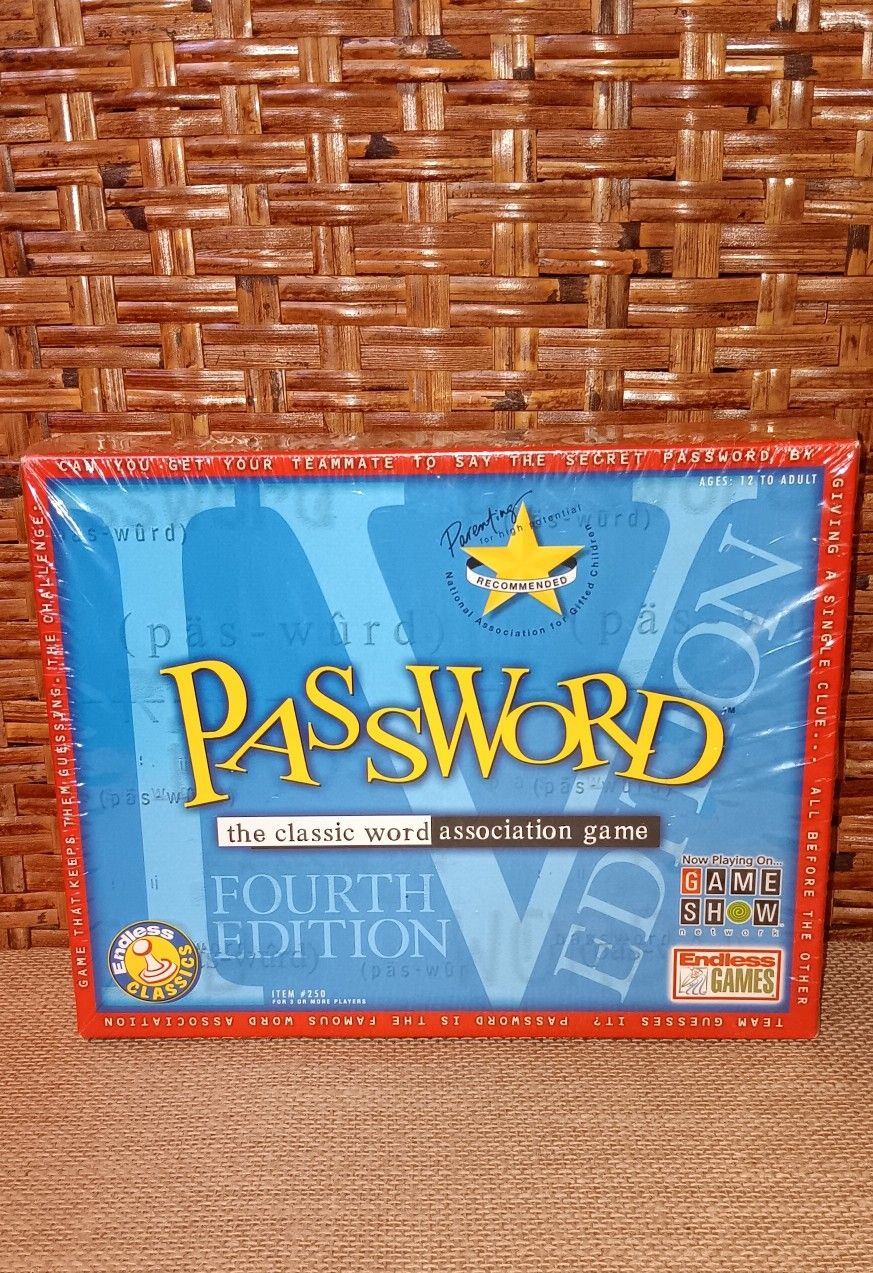 CAN YOU GET YOUR TEAMMATE TO SAY THE SECRET PASSWORD BY
GIVING A SINGLE CLUE... ALL BEFORE THE OTHER
TEAM GUESSES IT? PASSWORD IS THE FAMOUS WORD ASSOCIATION
GAME THAT KEEPS THEM GUESSING. THE CHALLENGE:
AGES: 12 TO ADULT
Parenting
for high potential
RECOMMENDED
National Association for Gifted Children
(päs-wûrd)
IV
EDITION
PASSWORD™
the classic word association game
FOURTH
EDITION
Now Playing On...
GAME
SHOW
network
Endless
CLASSICS
Endless
GAMES
ITEM #250
FOR 3 OR MORE PLAYERS